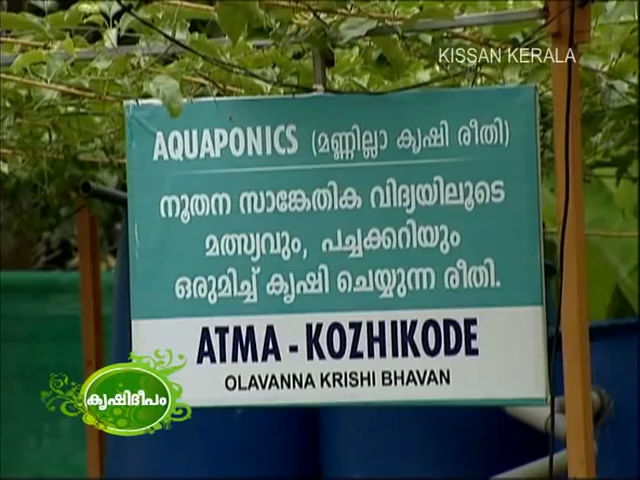 KISSAN KERALA
AQUAPONICS (മണ്ണില്ലാ കൃഷി രീതി)
നൂതന സാങ്കേതിക വിദ്യയിലൂടെ
മത്സ്യവും, പച്ചക്കറിയും
ഒരുമിച്ച് കൃഷി ചെയ്യുന്ന രീതി.
ATMA - KOZHIKODE
OLAVANNA KRISHI BHAVAN
കൃഷിദീപം